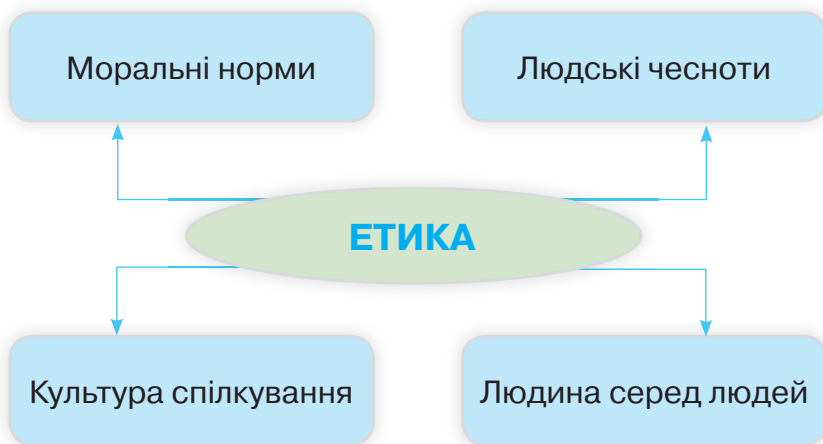 Моральні норми
Людські чесноти
ЕТИКА
Культура спілкування
Людина серед людей